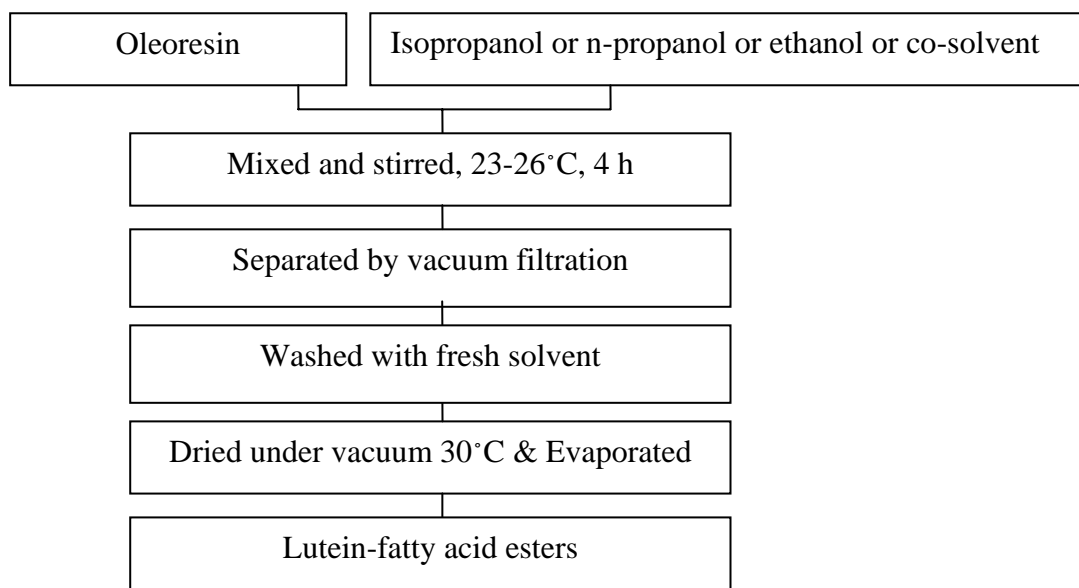 Oleoresin
Isopropanol or n-propanol or ethanol or co-solvent
Mixed and stirred, 23-26˚C, 4 h
Separated by vacuum filtration
Washed with fresh solvent
Dried under vacuum 30˚C & Evaporated
Lutein-fatty acid esters